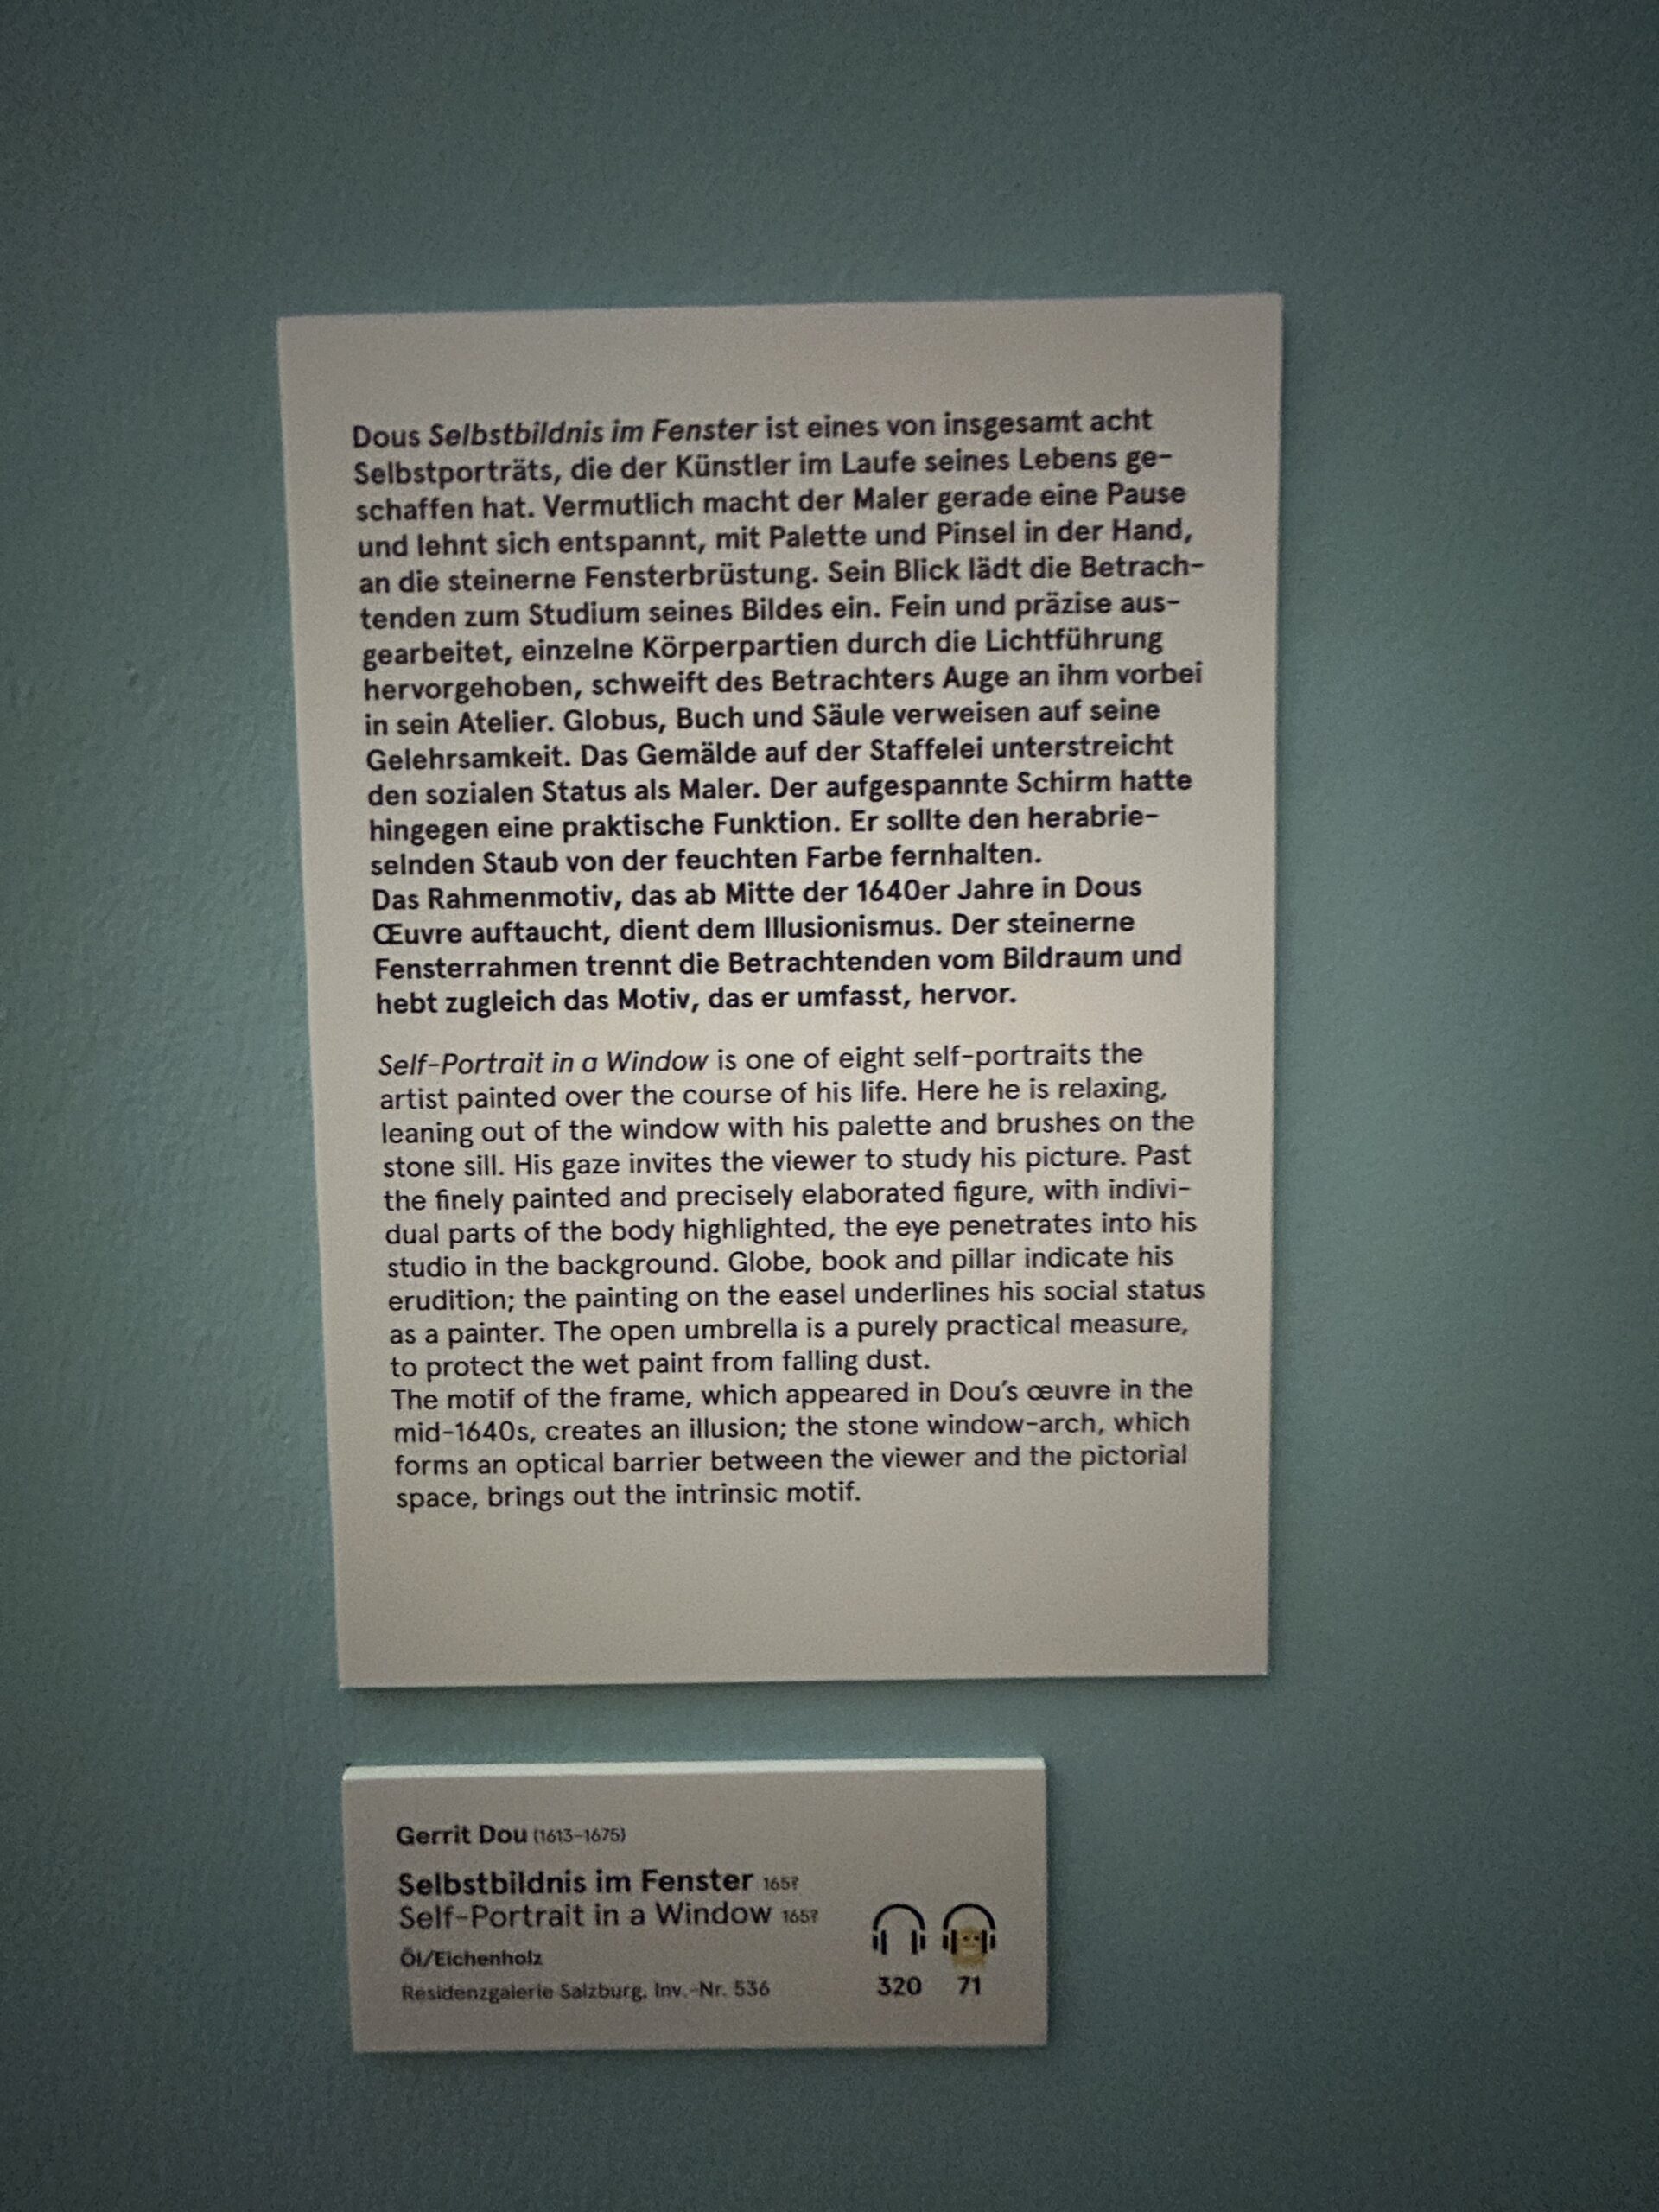 Dous Selbstbildnis im Fenster ist eines von insgesamt acht
Selbstporträts, die der Künstler im Laufe seines Lebens ge-
schaffen hat. Vermutlich macht der Maler gerade eine Pause
und lehnt sich entspannt, mit Palette und Pinsel in der Hand,
an die steinerne Fensterbrüstung. Sein Blick lädt die Betrach-
tenden zum Studium seines Bildes ein. Fein und präzise aus-
gearbeitet, einzelne Körperpartien durch die Lichtführung
hervorgehoben, schweift des Betrachters Auge an ihm vorbei
in sein Atelier. Globus, Buch und Säule verweisen auf seine
Gelehrsamkeit. Das Gemälde auf der Staffelei unterstreicht
den sozialen Status als Maler. Der aufgespannte Schirm hatte
hingegen eine praktische Funktion. Er sollte den herabrie-
selnden Staub von der feuchten Farbe fernhalten.
Das Rahmenmotiv, das ab Mitte der 1640er Jahre in Dous
Œuvre auftaucht, dient dem Illusionismus. Der steinerne
Fensterrahmen trennt die Betrachtenden vom Bildraum und
hebt zugleich das Motiv, das er umfasst, hervor.
Self-Portrait in a Window is one of eight self-portraits the
artist painted over the course of his life. Here he is relaxing,
leaning out of the window with his palette and brushes on the
stone sill. His gaze invites the viewer to study his picture. Past
the finely painted and precisely elaborated figure, with indivi-
dual parts of the body highlighted, the eye penetrates into his
studio in the background. Globe, book and pillar indicate his
erudition; the painting on the easel underlines his social status
as a painter. The open umbrella is a purely practical measure,
to protect the wet paint from falling dust.
The motif of the frame, which appeared in Dou's œuvre in the
mid-1640s, creates an illusion; the stone window-arch, which
forms an optical barrier between the viewer and the pictorial
space, brings out the intrinsic motif.
Gerrit Dou (1613–1675)
Selbstbildnis im Fenster 165?
Self-Portrait in a Window 165?
Öl/Eichenholz
Residenzgalerie Salzburg, Inv.-Nr. 536
320 71